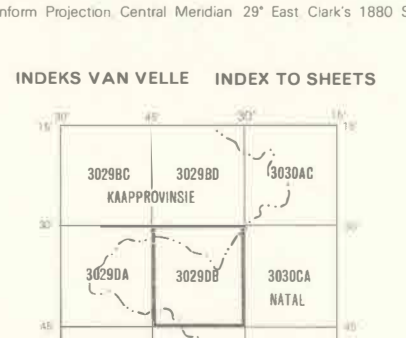 nform Projection Central Meridian 29° East Clark's 1880 S
INDEKS VAN VELLE INDEX TO SHEETS
30' 45' 30° 15'
15' 15'
3029BC 3029BD 3030AC
KAAPPROVINSIE
30' 30'
3029DA 3029DB 3030CA
NATAL
45' 45'